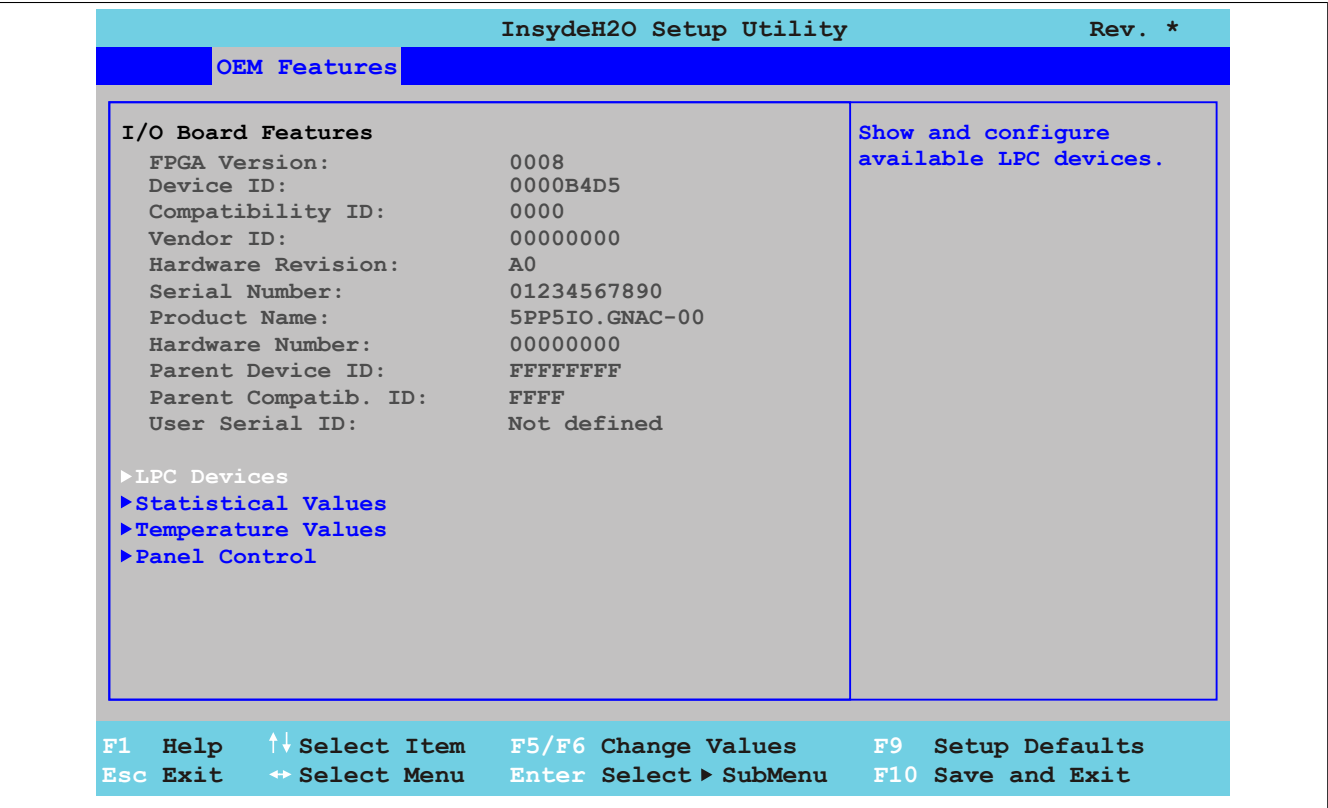 InsydeH2O Setup Utility Rev. *
OEM Features
I/O Board Features
FPGA Version: 0008
Device ID: 0000B4D5
Compatibility ID: 0000
Vendor ID: 00000000
Hardware Revision: A0
Serial Number: 01234567890
Product Name: 5PP5IO.GNAC-00
Hardware Number: 00000000
Parent Device ID: FFFFFFFF
Parent Compatib. ID: FFFF
User Serial ID: Not defined
▶LPC Devices
▶Statistical Values
▶Temperature Values
▶Panel Control
Show and configure
available LPC devices.
F1 Help ↑↓ Select Item F5/F6 Change Values F9 Setup Defaults
Esc Exit ↔ Select Menu Enter Select ▶ SubMenu F10 Save and Exit